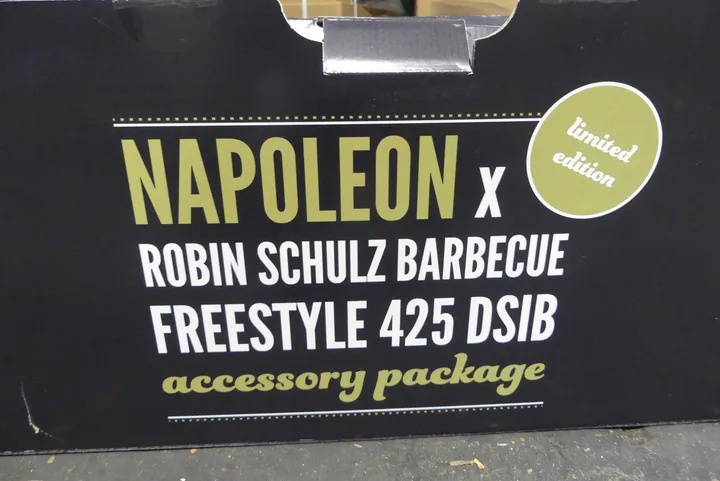 limited
edition
NAPOLEON x
ROBIN SCHULZ BARBECUE
FREESTYLE 425 DSIB
accessory package